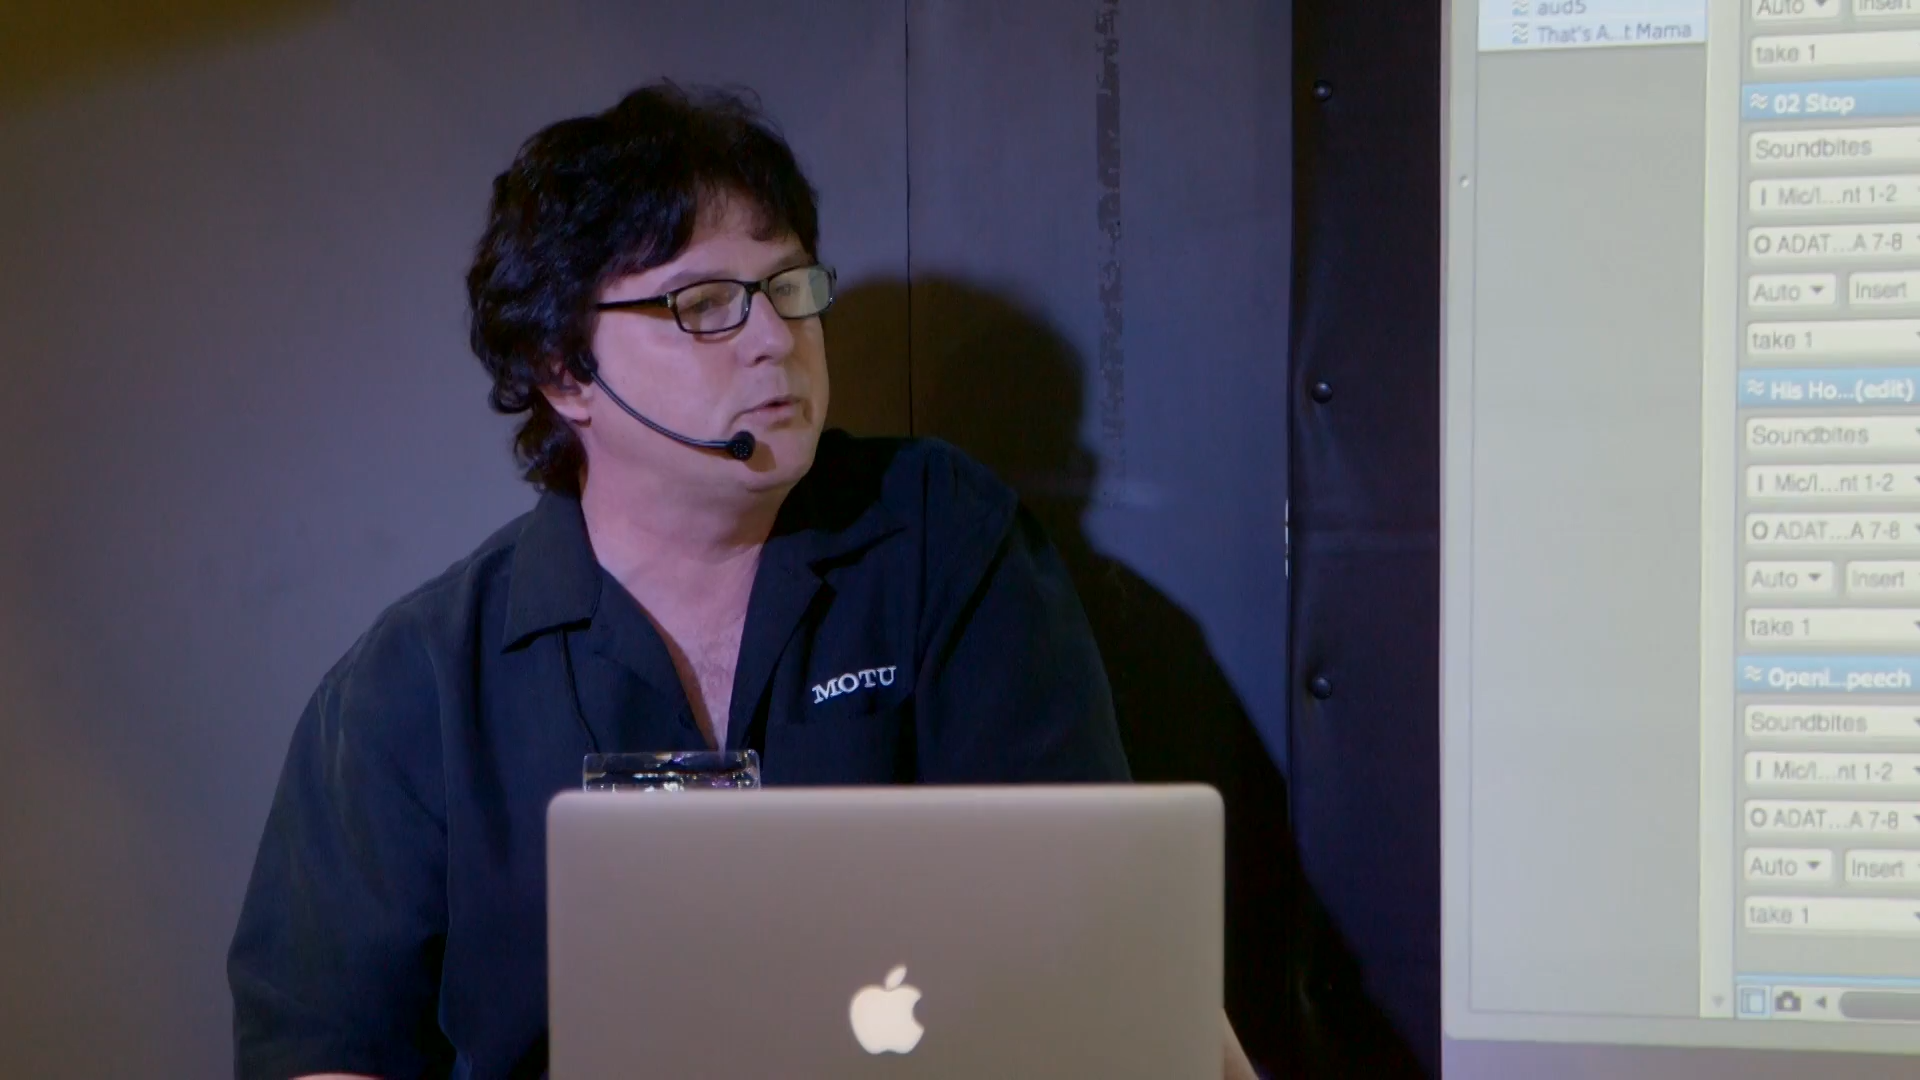 MOTU
aud5
That's A...t Mama
Auto
Insert
take 1
02 Stop
Soundbites
I Mic/I...nt 1-2
O ADAT...A 7-8
Auto
Insert
take 1
His Ho...(edit)
Soundbites
I Mic/I...nt 1-2
O ADAT...A 7-8
Auto
Insert
take 1
Openi...peech
Soundbites
I Mic/I...nt 1-2
O ADAT...A 7-8
Auto
Insert
take 1